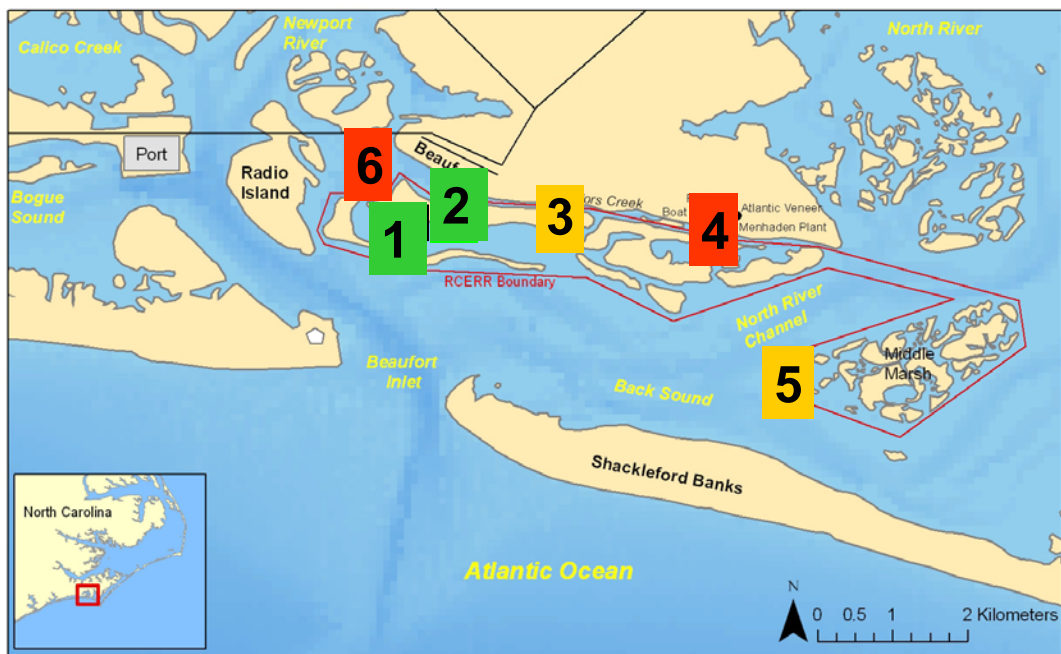 Calico Creek
Newport
River
North River
Port
Radio
Island
6
2
1
3
4
Boat
Atlantic Veneer
Menhaden Plant
Creek
Bogue
Sound
RCERR Boundary
North River
Channel
Beaufort
Inlet
Back Sound
5
Middle
Marsh
Shackleford Banks
North Carolina
Atlantic Ocean
N
0 0.5 1 2 Kilometers